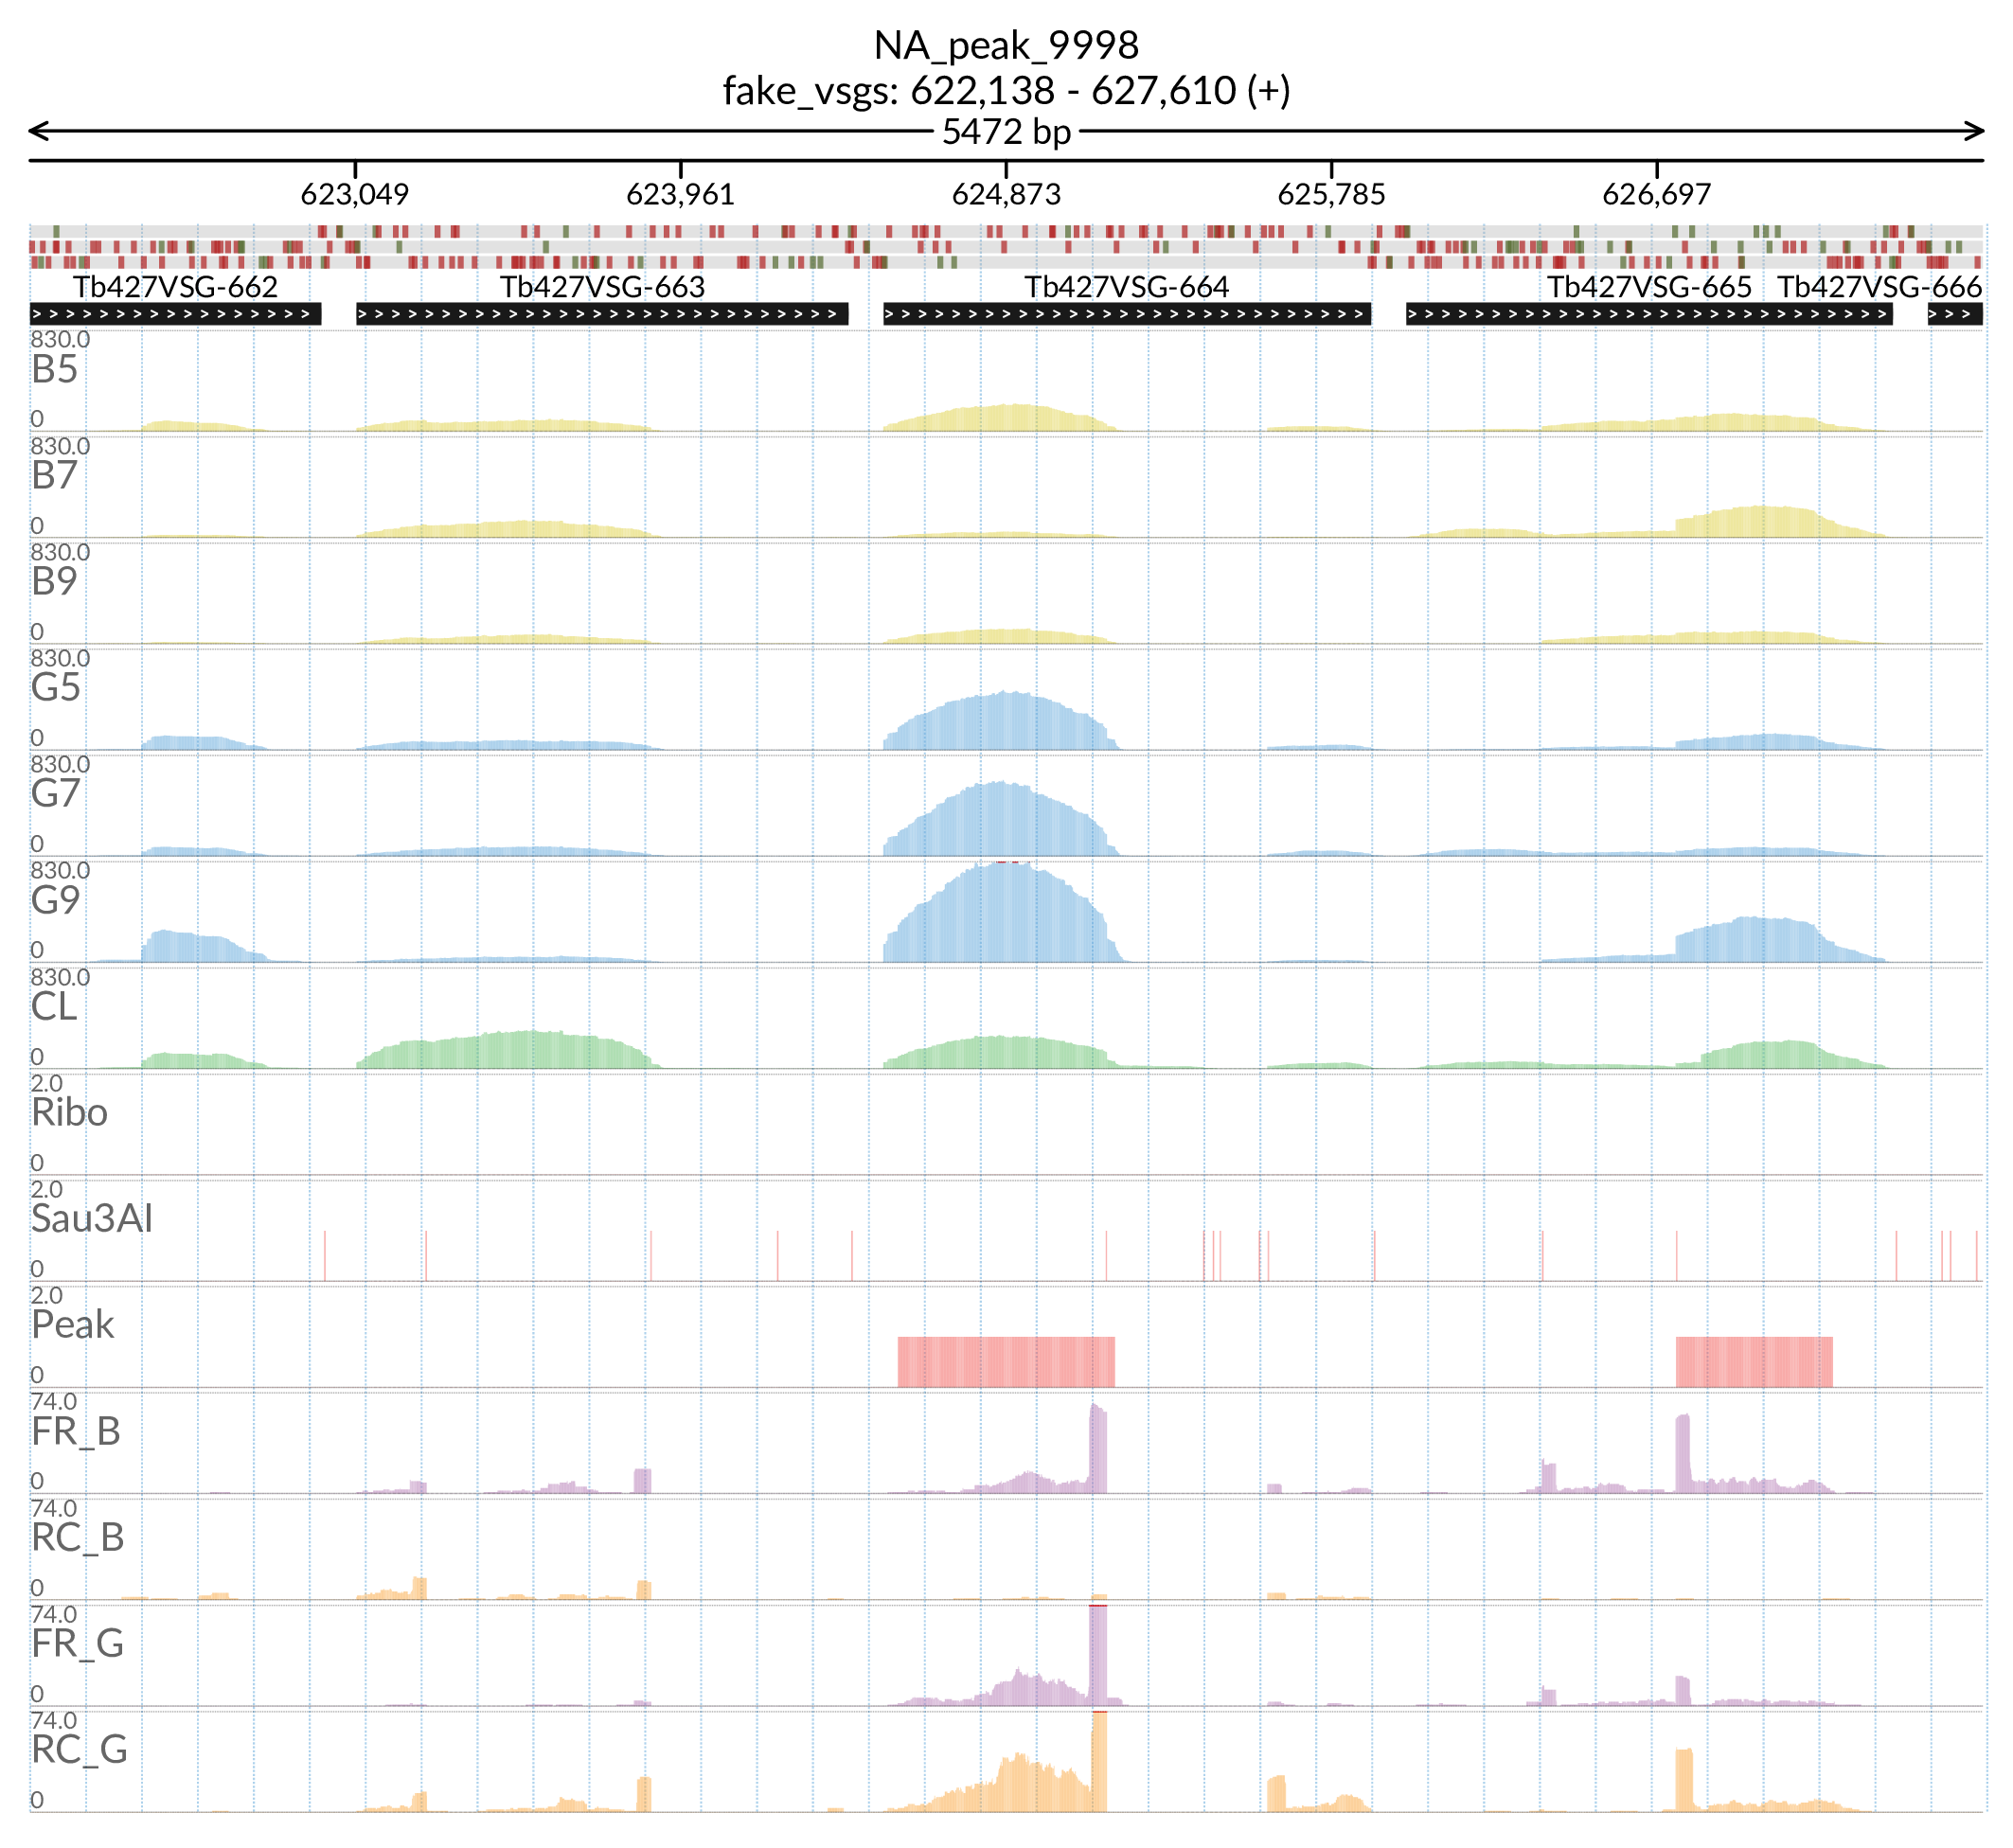 NA_peak_9998
fake_vsgs: 622,138 - 627,610 (+)
5472 bp
623,049 623,961 624,873 625,785 626,697
Tb427VSG-662 Tb427VSG-663 Tb427VSG-664 Tb427VSG-665 Tb427VSG-666
830.0
B5
0
830.0
B7
0
830.0
B9
0
830.0
G5
0
830.0
G7
0
830.0
G9
0
830.0
CL
0
2.0
Ribo
0
2.0
Sau3AI
0
2.0
Peak
0
74.0
FR_B
0
74.0
RC_B
0
74.0
FR_G
0
74.0
RC_G
0